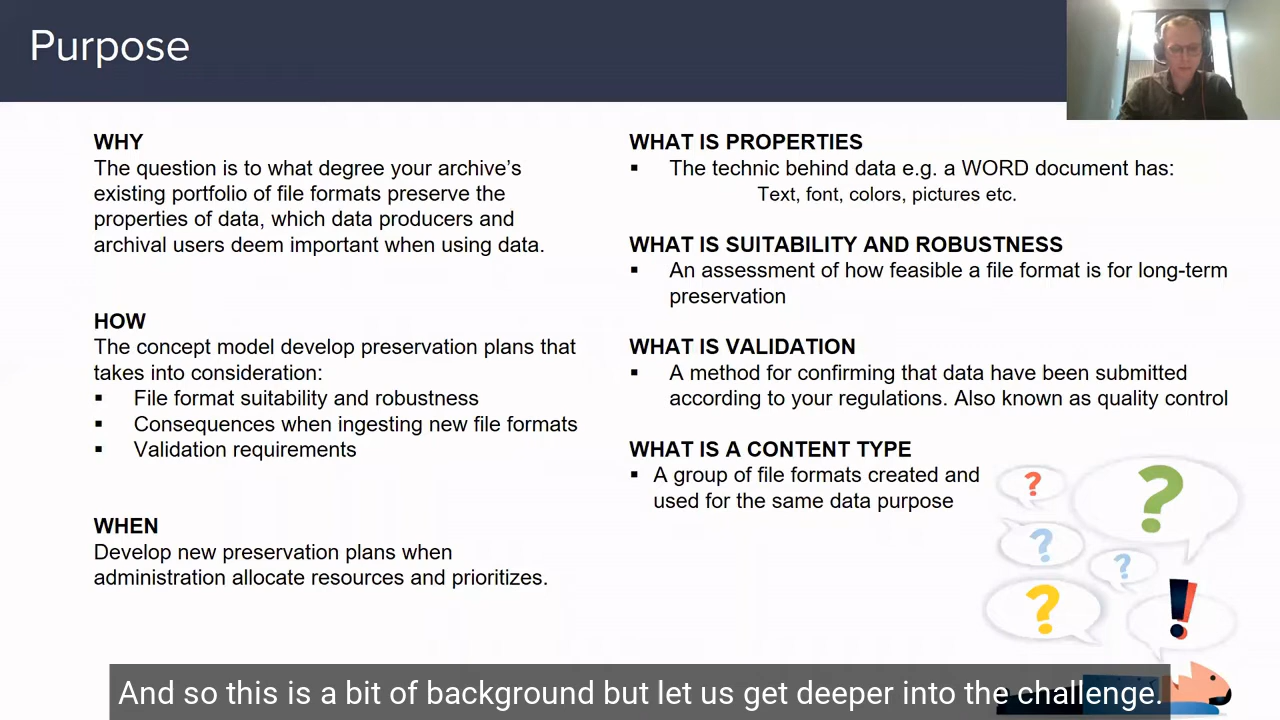 Purpose
WHY
The question is to what degree your archive’s
existing portfolio of file formats preserve the
properties of data, which data producers and
archival users deem important when using data.
HOW
The concept model develop preservation plans that
takes into consideration:
▪ File format suitability and robustness
▪ Consequences when ingesting new file formats
▪ Validation requirements
WHEN
Develop new preservation plans when
administration allocate resources and prioritizes.
WHAT IS PROPERTIES
▪ The technic behind data e.g. a WORD document has:
Text, font, colors, pictures etc.
WHAT IS SUITABILITY AND ROBUSTNESS
▪ An assessment of how feasible a file format is for long-term
preservation
WHAT IS VALIDATION
▪ A method for confirming that data have been submitted
according to your regulations. Also known as quality control
WHAT IS A CONTENT TYPE
▪ A group of file formats created and
used for the same data purpose
?
?
?
?
?
!
And so this is a bit of background but let us get deeper into the challenge.